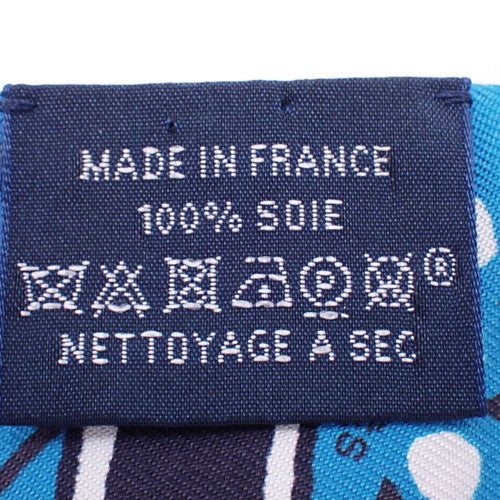 MADE IN FRANCE
100% SOIE
P ®
NETTOYAGE À SEC